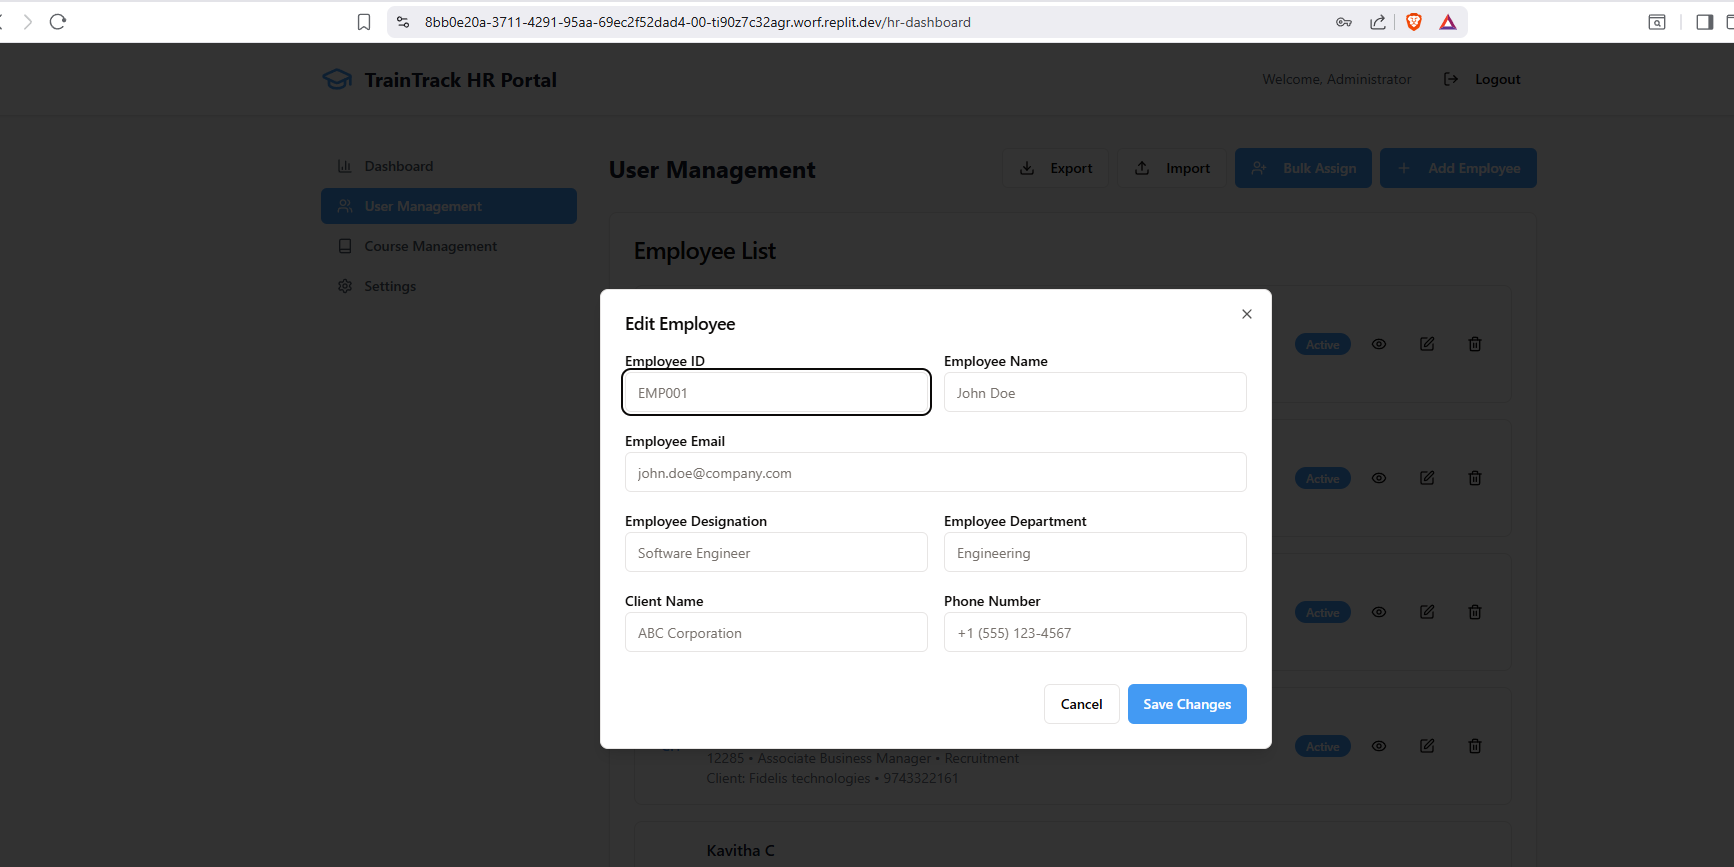 8bb0e20a-3711-4291-95aa-69ec2f52dad4-00-ti90z7c32agr.worf.replit.dev/hr-dashboard
TrainTrack HR Portal
Welcome, Administrator
Logout
Dashboard
User Management
Course Management
Settings
User Management
Export
Import
Bulk Assign
Add Employee
Employee List
Active
Active
Active
Active
Edit Employee
Employee ID
EMP001
Employee Name
John Doe
Employee Email
john.doe@company.com
Employee Designation
Software Engineer
Employee Department
Engineering
Client Name
ABC Corporation
Phone Number
+1 (555) 123-4567
Cancel
Save Changes
12285 • Associate Business Manager • Recruitment
Client: Fidelis technologies • 9743322161
Kavitha C